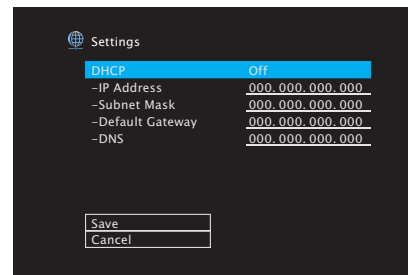 Settings
DHCP Off
-IP Address 000.000.000.000
-Subnet Mask 000.000.000.000
-Default Gateway 000.000.000.000
-DNS 000.000.000.000
Save
Cancel